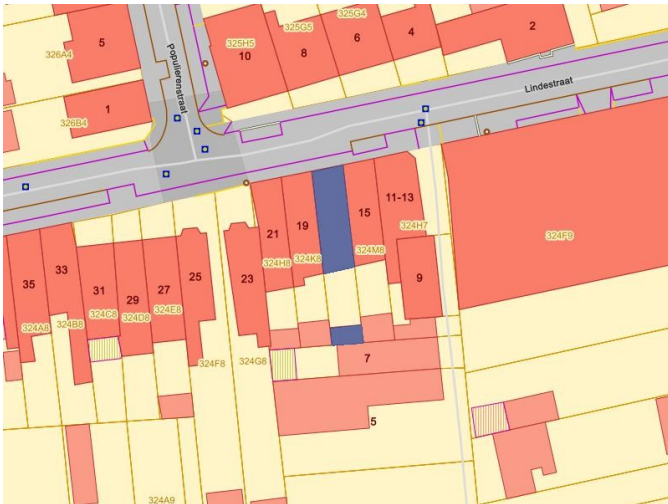 325G4
325G5
2
326A4
5
325H5
4
6
8
10
Populierenstraat
Lindestraat
1
326B4
11-13
15
19
21
324H7
324F9
324M8
324K8
324H8
33
35
31
25
9
23
27
29
324C8
324E8
324D8
324B8
324A8
7
324F8
324G8
5
324A9